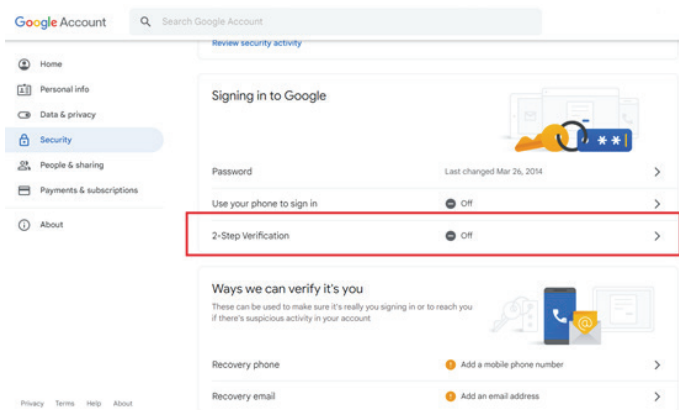 Google Account
Search Google Account
Review security activity
Home
Personal info
Data & privacy
Security
People & sharing
Payments & subscriptions
About
Signing in to Google
**
Password Last changed Mar 26, 2014
Use your phone to sign in Off
2-Step Verification Off
Ways we can verify it's you
These can be used to make sure it's really you signing in or to reach you
if there's suspicious activity in your account
@
Recovery phone Add a mobile phone number
Recovery email Add an email address
Privacy Terms Help About